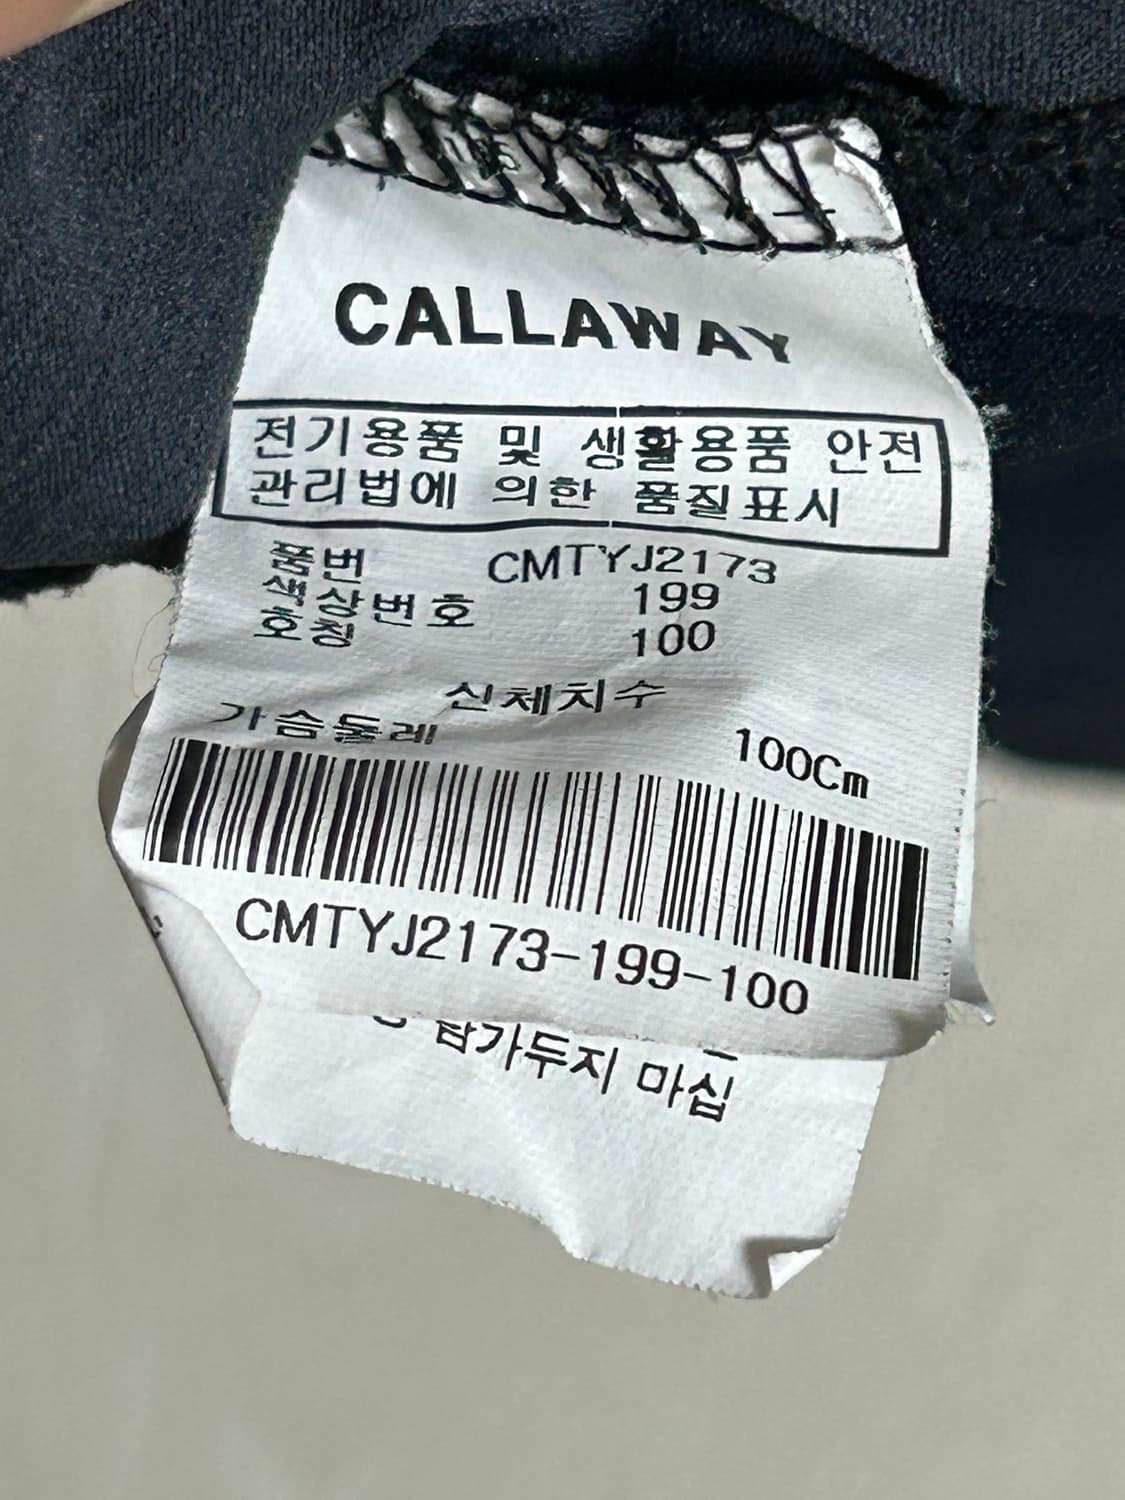 CALLAWAY
전기용품 및 생활용품 안전
관리법에 의한 품질표시
품번 CMTYJ2173
색상번호 199
호칭 100
신체치수
가슴둘레 100Cm
CMTYJ2173-199-100
담가두지 마십